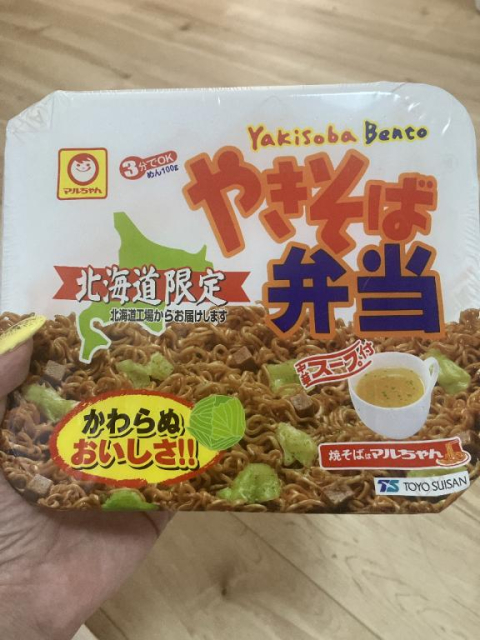 Yakisoba Bento
マルちゃん
3分でOK
めん100g
やきそば
弁当
北海道限定
北海道工場からお届けします
中華スープ付
かわらぬ
おいしさ!!
焼そばはマルちゃん
TS TOYO SUISAN